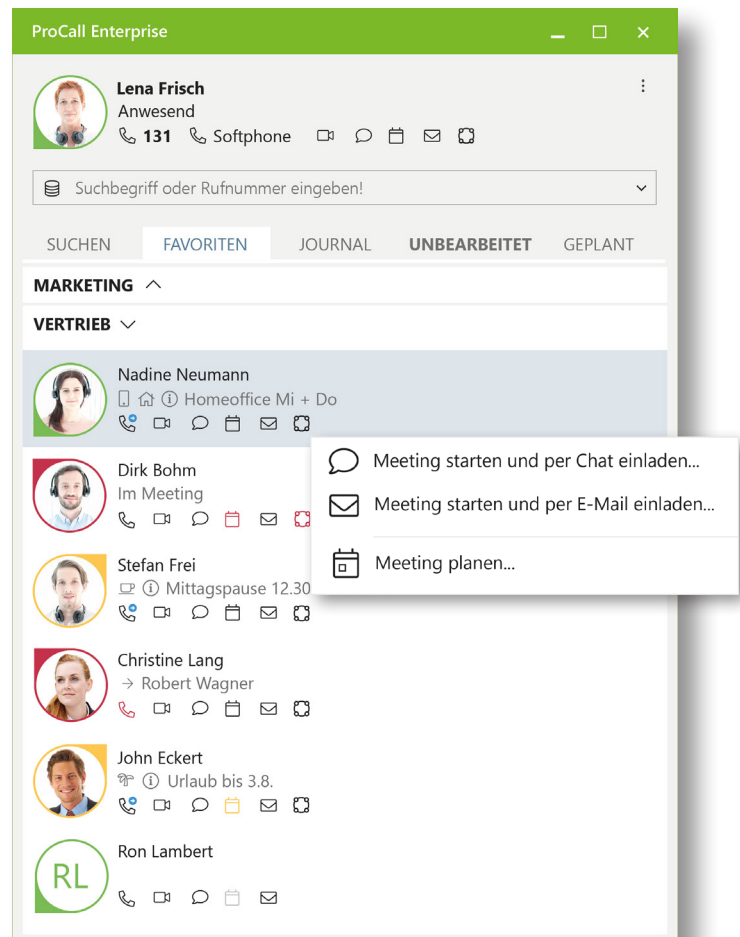 ProCall Enterprise
Lena Frisch
Anwesend
131 Softphone
Suchbegriff oder Rufnummer eingeben!
SUCHEN FAVORITEN JOURNAL UNBEARBEITET GEPLANT
MARKETING
VERTRIEB
Nadine Neumann
Homeoffice Mi + Do
Meeting starten und per Chat einladen...
Meeting starten und per E-Mail einladen...
Meeting planen...
Dirk Bohm
Im Meeting
Stefan Frei
Mittagspause 12.30
Christine Lang
→ Robert Wagner
John Eckert
Urlaub bis 3.8.
RL
Ron Lambert